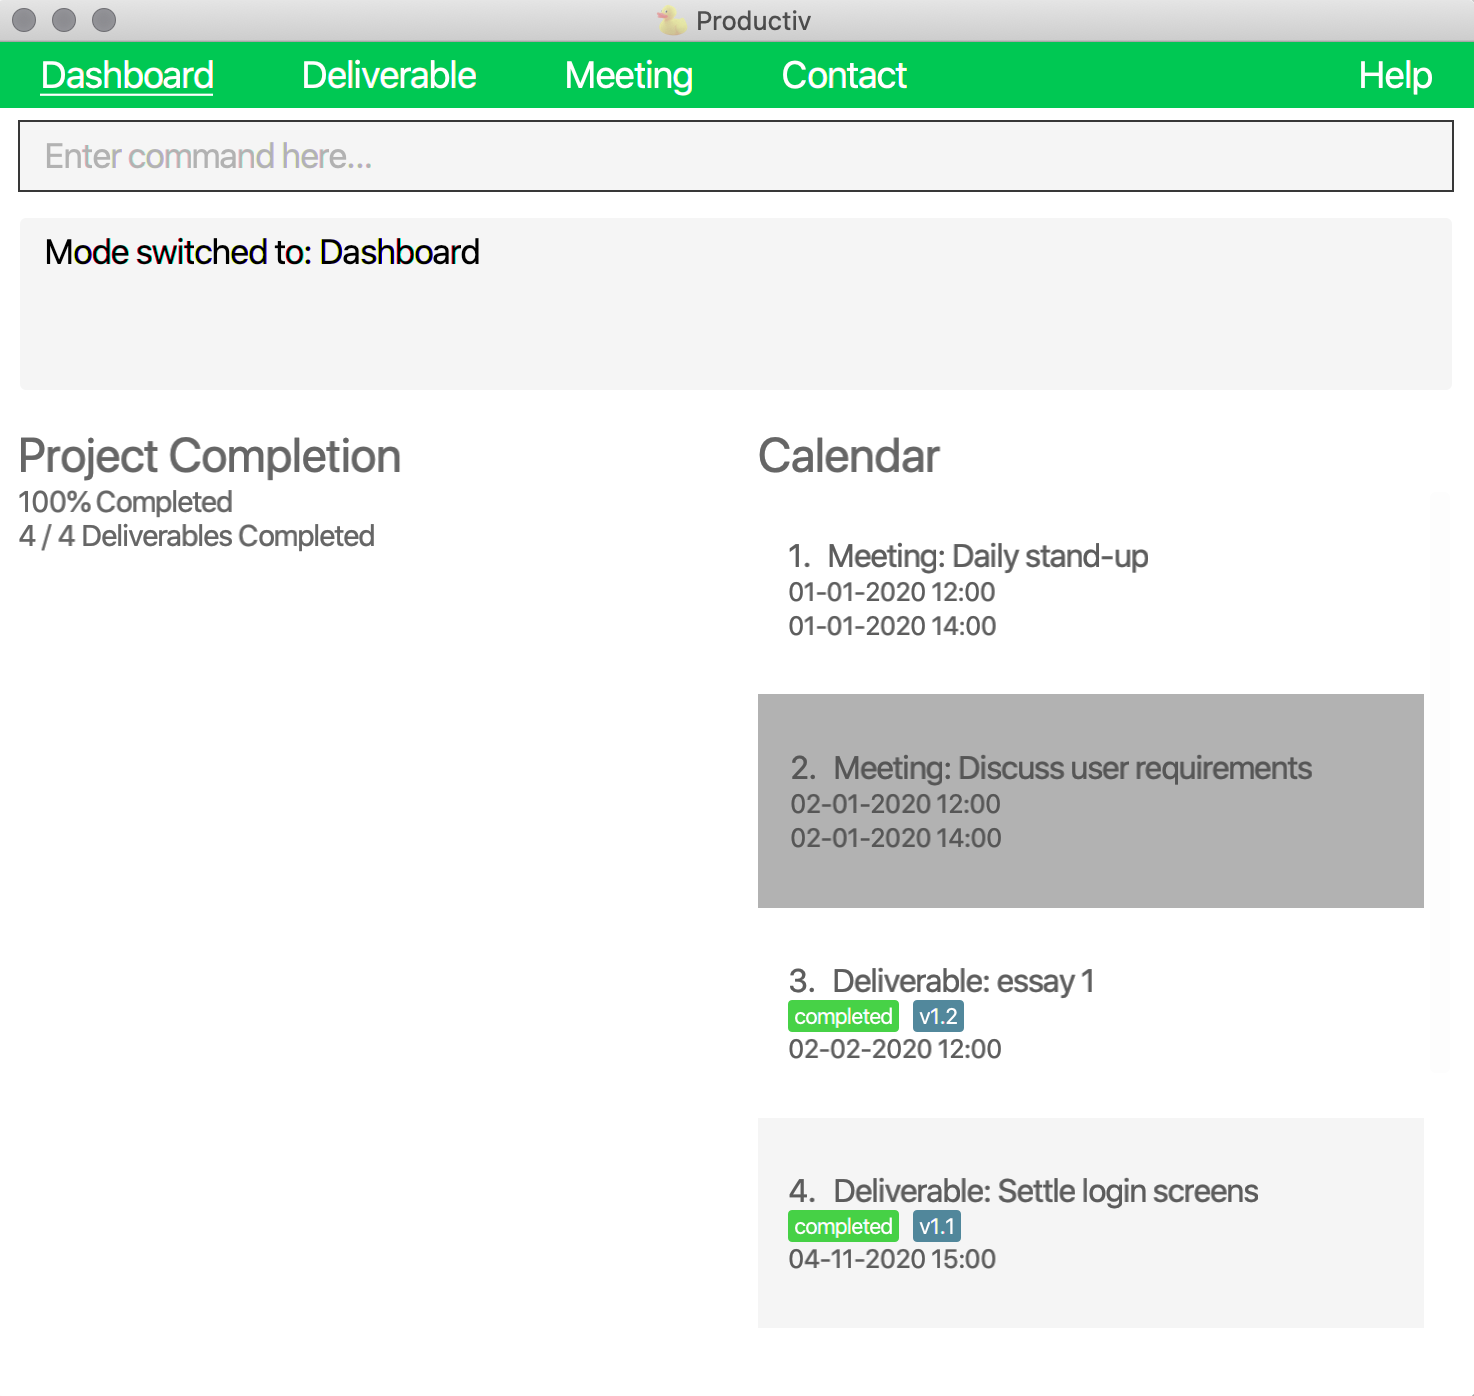 Productiv
Dashboard Deliverable Meeting Contact Help
Enter command here...
Mode switched to: Dashboard
Project Completion
100% Completed
4 / 4 Deliverables Completed
Calendar
1. Meeting: Daily stand-up
01-01-2020 12:00
01-01-2020 14:00
2. Meeting: Discuss user requirements
02-01-2020 12:00
02-01-2020 14:00
3. Deliverable: essay 1
completed v1.2
02-02-2020 12:00
4. Deliverable: Settle login screens
completed v1.1
04-11-2020 15:00